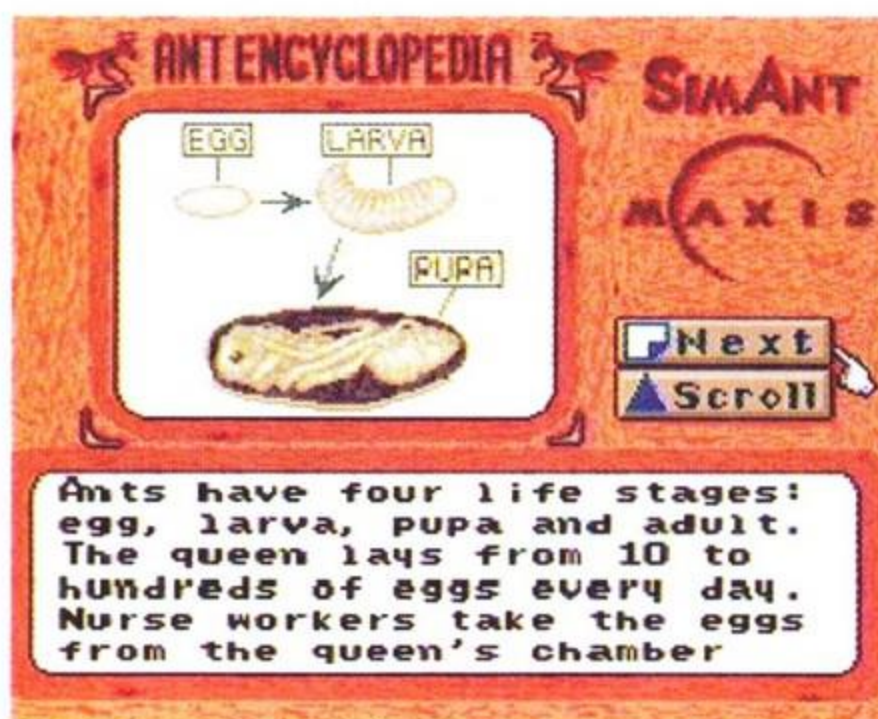 ANT ENCYCLOPEDIA
SIMANT
MAXIS
EGG
LARVA
PUPA
Next
Scroll
Ants have four life stages:
egg, larva, pupa and adult.
The queen lays from 10 to
hundreds of eggs every day.
Nurse workers take the eggs
from the queen's chamber